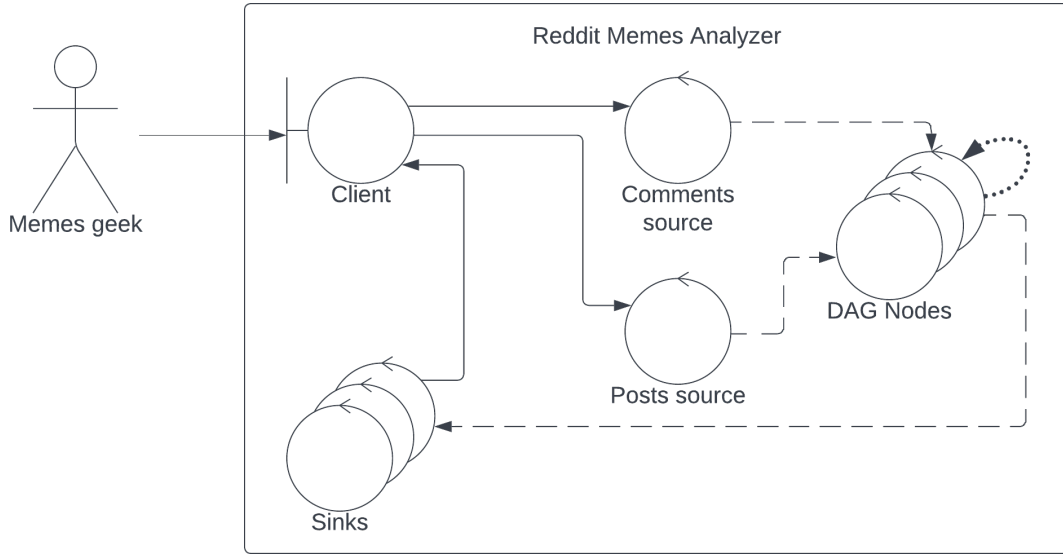 Reddit Memes Analyzer
Memes geek
Client
Comments
source
DAG Nodes
Posts source
Sinks